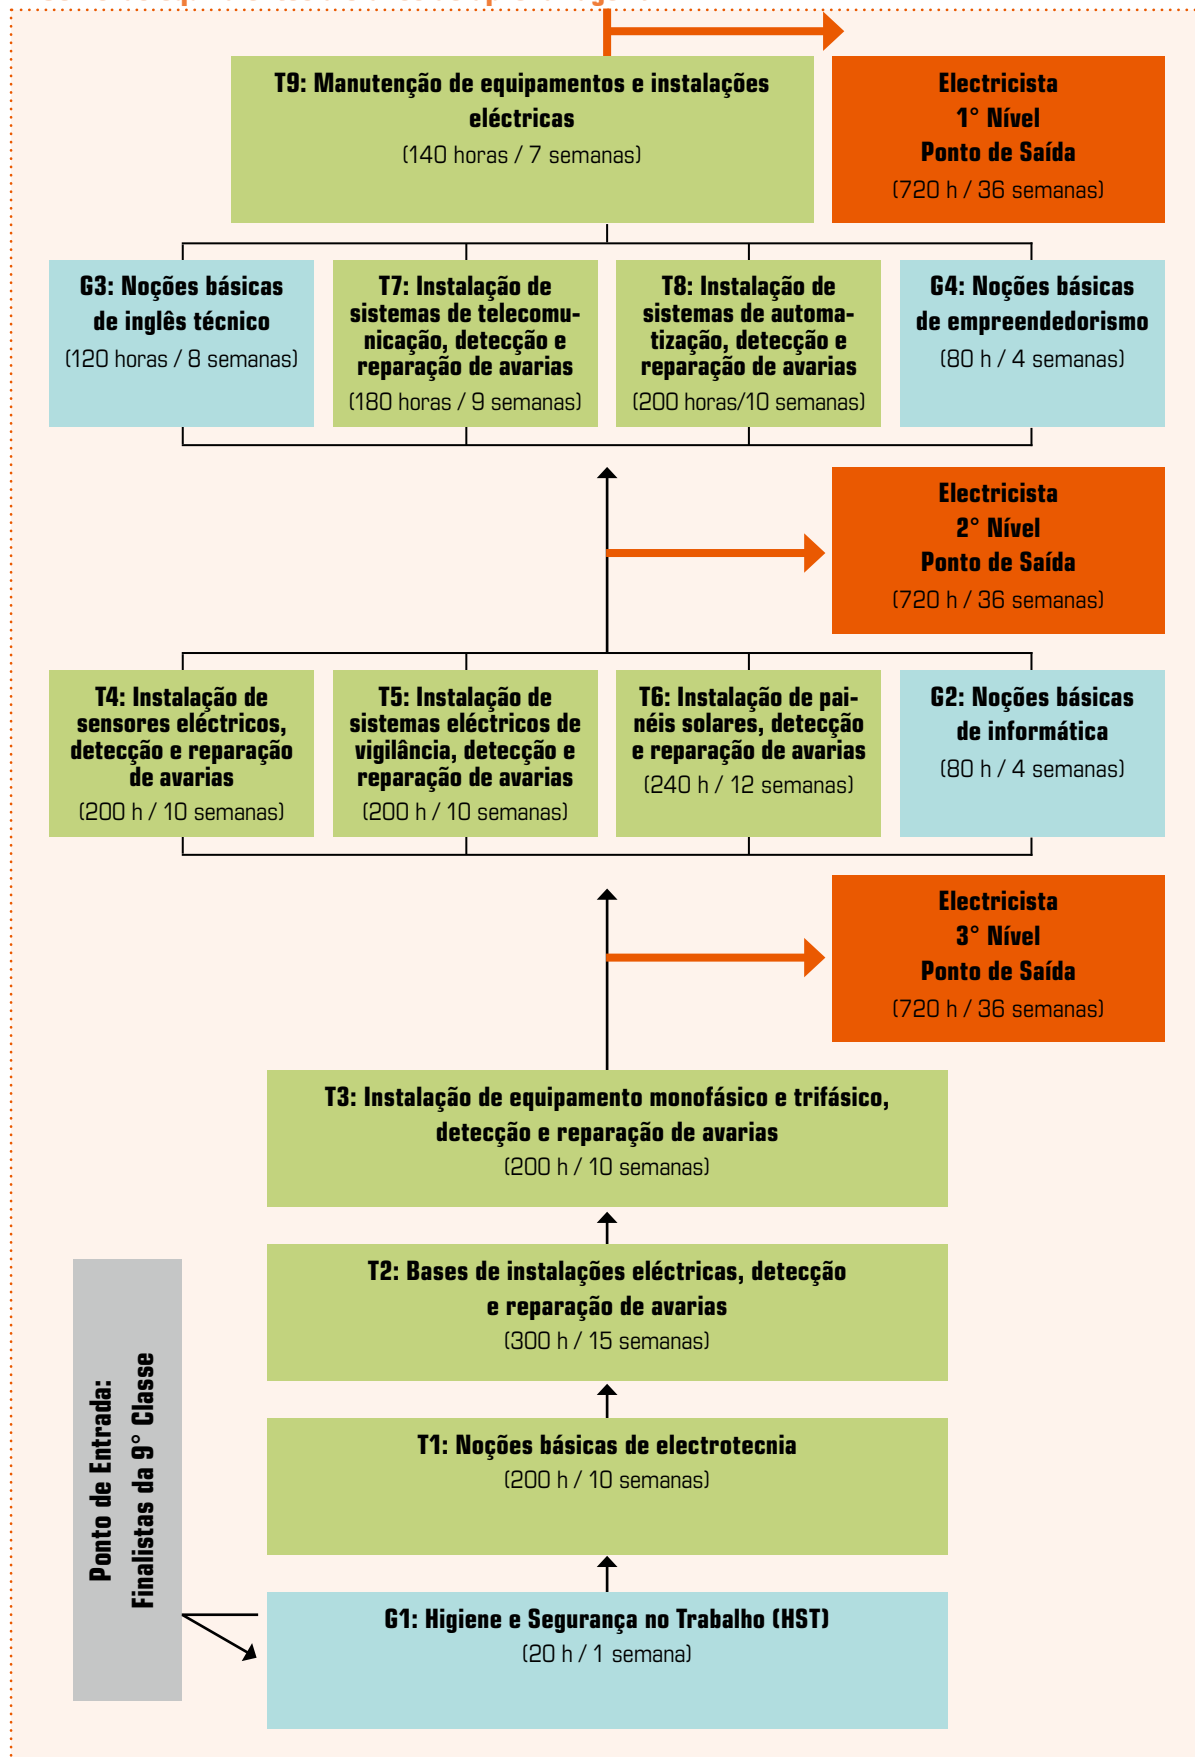 T9: Manutenção de equipamentos e instalações
eléctricas
(140 horas / 7 semanas)
Electricista
1° Nível
Ponto de Saída
(720 h / 36 semanas)
G3: Noções básicas
de inglês técnico
(120 horas / 8 semanas)
T7: Instalação de
sistemas de telecomu-
nicação, detecção e
reparação de avarias
(180 horas / 9 semanas)
T8: Instalação de
sistemas de automa-
tização, detecção e
reparação de avarias
(200 horas/10 semanas)
G4: Noções básicas
de empreendedorismo
(80 h / 4 semanas)
Electricista
2° Nível
Ponto de Saída
(720 h / 36 semanas)
T4: Instalação de
sensores eléctricos,
detecção e reparação
de avarias
(200 h / 10 semanas)
T5: Instalação de
sistemas eléctricos de
vigilância, detecção e
reparação de avarias
(200 h / 10 semanas)
T6: Instalação de pai-
néis solares, detecção
e reparação de avarias
(240 h / 12 semanas)
G2: Noções básicas
de informática
(80 h / 4 semanas)
Electricista
3° Nível
Ponto de Saída
(720 h / 36 semanas)
T3: Instalação de equipamento monofásico e trifásico,
detecção e reparação de avarias
(200 h / 10 semanas)
T2: Bases de instalações eléctricas, detecção
e reparação de avarias
(300 h / 15 semanas)
T1: Noções básicas de electrotecnia
(200 h / 10 semanas)
Ponto de Entrada:
Finalistas da 9° Classe
G1: Higiene e Segurança no Trabalho (HST)
(20 h / 1 semana)